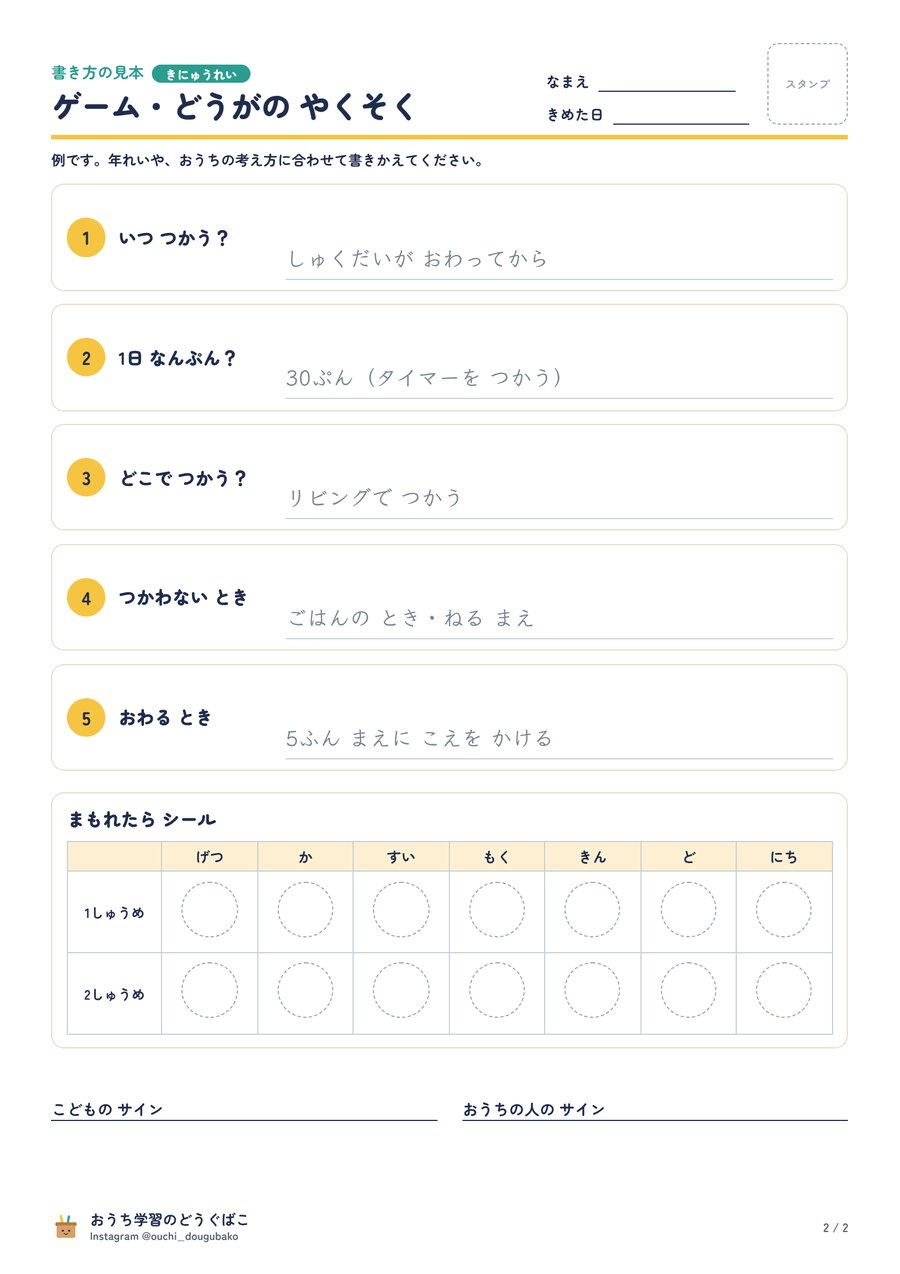 書き方の見本 きにゅうれい
ゲーム・どうがの やくそく
なまえ
きめた日
スタンプ
例です。年れいや、おうちの考え方に合わせて書きかえてください。
1 いつ つかう？
しゅくだいが おわってから
2 1日 なんぷん？
30ぷん（タイマーを つかう）
3 どこで つかう？
リビングで つかう
4 つかわない とき
ごはんの とき・ねる まえ
5 おわる とき
5ふん まえに こえを かける
まもれたら シール
げつ か すい もく きん ど にち
1しゅうめ
2しゅうめ
こどもの サイン
おうちの人の サイン
おうち学習のどうぐばこ
Instagram @ouchi_dougubako
2 / 2